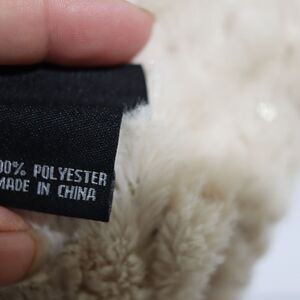 00% POLYESTER
MADE IN CHINA